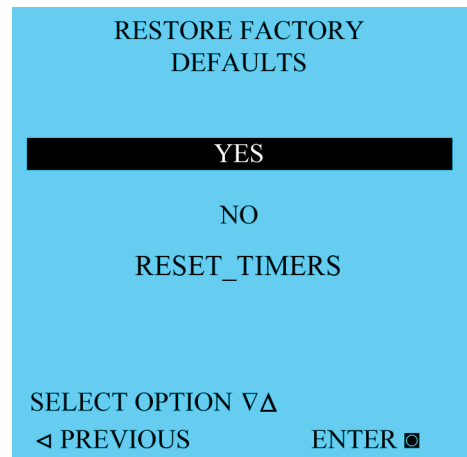 RESTORE FACTORY
DEFAULTS
YES
NO
RESET_TIMERS
SELECT OPTION ∇Δ
⊲ PREVIOUS ENTER ◙